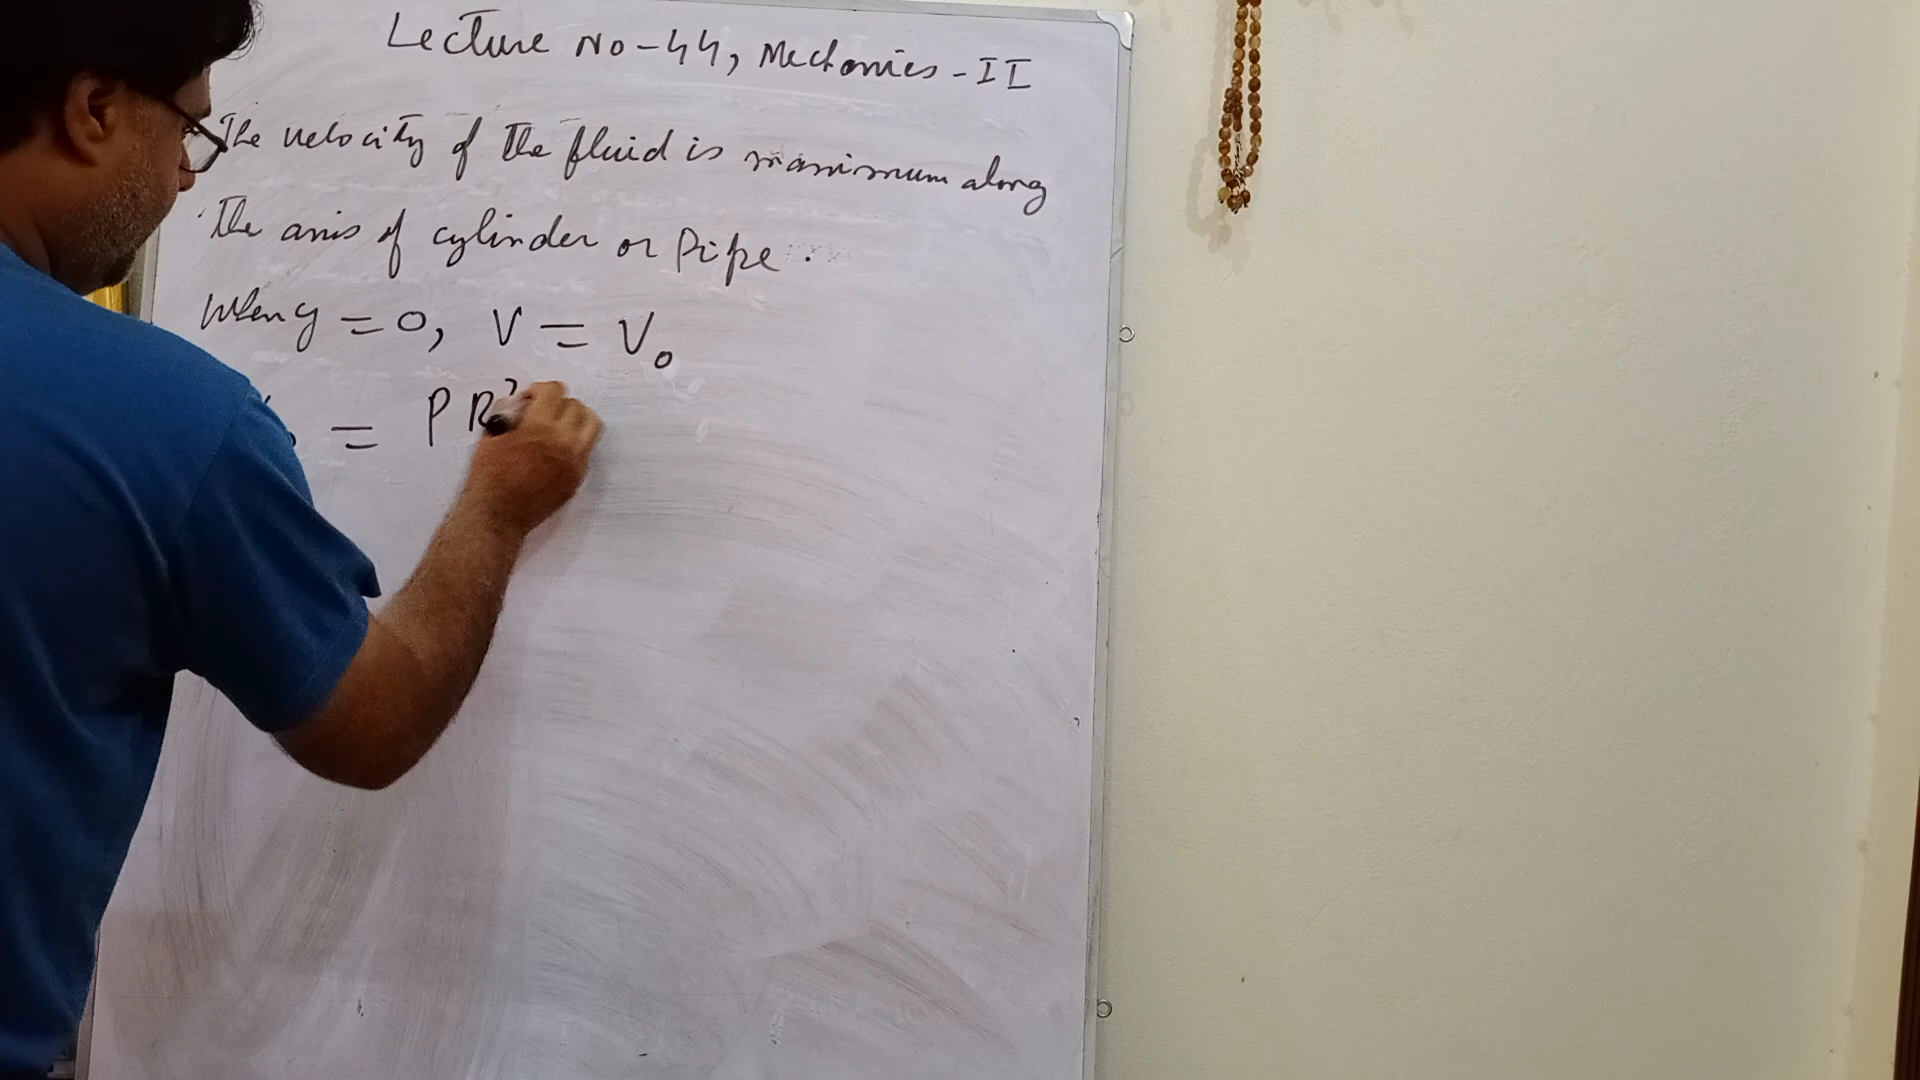 Lecture No-44, Mechanics-II
The velocity of the fluid is maximum along
The axis of cylinder or Pipe.
When y = 0, V = V₀
= P R²